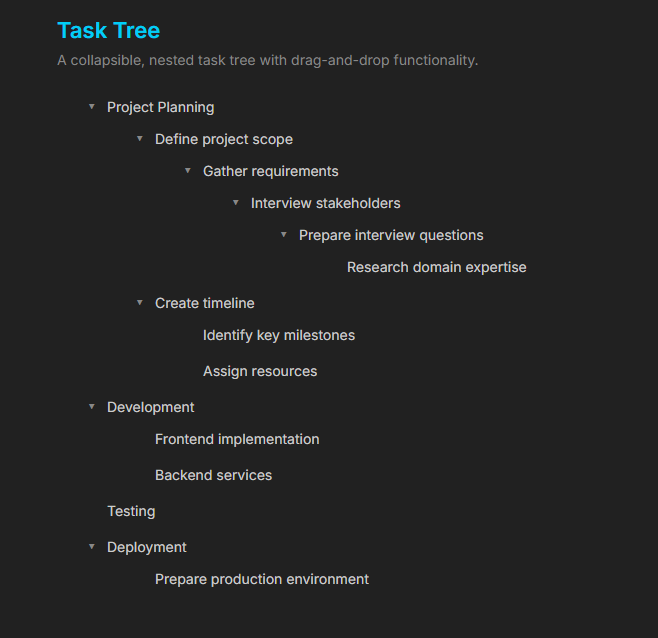 Task Tree
A collapsible, nested task tree with drag-and-drop functionality.
Project Planning
Define project scope
Gather requirements
Interview stakeholders
Prepare interview questions
Research domain expertise
Create timeline
Identify key milestones
Assign resources
Development
Frontend implementation
Backend services
Testing
Deployment
Prepare production environment